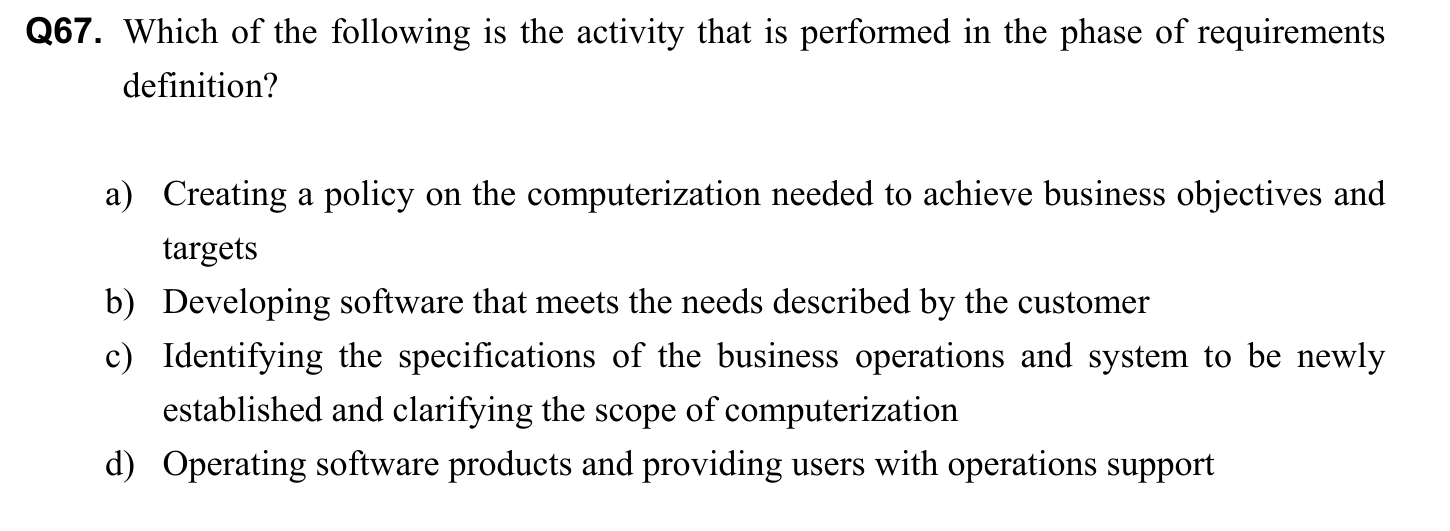 Q67. Which of the following is the activity that is performed in the phase of requirements
definition?
a) Creating a policy on the computerization needed to achieve business objectives and
targets
b) Developing software that meets the needs described by the customer
c) Identifying the specifications of the business operations and system to be newly
established and clarifying the scope of computerization
d) Operating software products and providing users with operations support